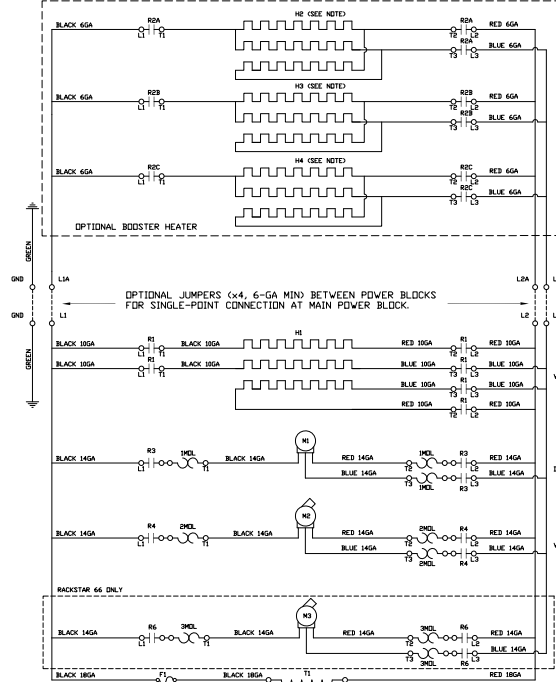 H2 (SEE NOTE)
BLACK 6GA R2A L1 T1 R2A T2 L2 RED 6GA
R2A T3 L3 BLUE 6GA
H3 (SEE NOTE)
BLACK 6GA R2B L1 T1 R2B T2 L2 RED 6GA
R2B T3 L3 BLUE 6GA
H4 (SEE NOTE)
BLACK 6GA R2C L1 T1 R2C T2 L2 RED 6GA
R2C T3 L3 BLUE 6GA
OPTIONAL BOOSTER HEATER
GREEN
GND L1A L2A L
OPTIONAL JUMPERS (x4, 6-GA MIN) BETWEEN POWER BLOCKS
FOR SINGLE-POINT CONNECTION AT MAIN POWER BLOCK.
GND L1 L2 L
GREEN
H1
BLACK 10GA R1 L1 T1 BLACK 10GA RED 10GA R1 T2 L2
BLACK 10GA R1 L1 T1 BLACK 10GA BLUE 10GA R1 T3 L3 BLUE 10GA
BLUE 10GA R1 T3 L3 BLUE 10GA
RED 10GA R1 T2 L2 RED 10GA
M1
BLACK 14GA R3 L1 1MOL T1 BLACK 14GA RED 14GA 1MOL T2 R3 L2 RED 14GA
BLUE 14GA T3 1MOL R3 L3 BLUE 14GA
M2
BLACK 14GA R4 L1 2MOL T1 BLACK 14GA RED 14GA 2MOL T2 R4 L2 RED 14GA
BLUE 14GA T3 2MOL R4 L3 BLUE 14GA
RACKSTAR 66 ONLY
M3
BLACK 14GA R6 L1 3MOL T1 BLACK 14GA RED 14GA 3MOL T2 R6 L2 RED 14GA
BLUE 14GA T3 3MOL R6 L3 BLUE 14GA
BLACK 18GA F1 BLACK 18GA T1 RED 18GA